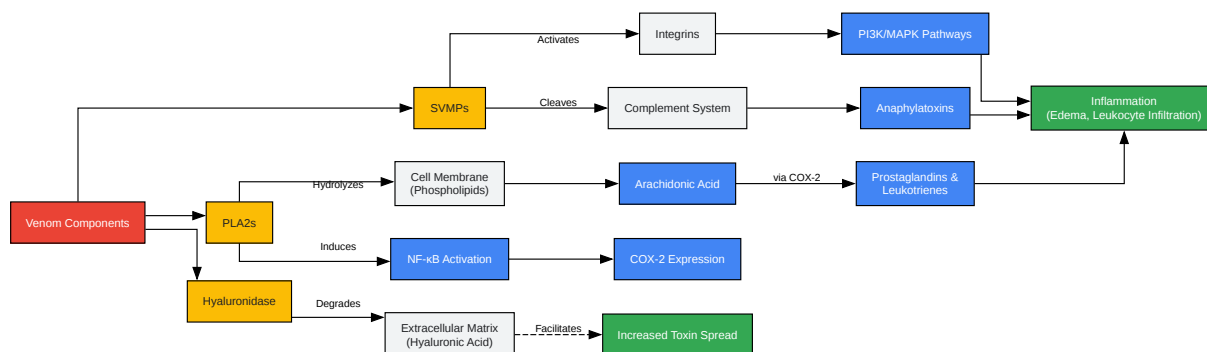 Activates
Integrins
PI3K/MAPK Pathways
SVMPs
Cleaves
Complement System
Anaphylatoxins
Inflammation
(Edema, Leukocyte Infiltration)
Hydrolyzes
Cell Membrane
(Phospholipids)
Arachidonic Acid
via COX-2
Prostaglandins &
Leukotrienes
Venom Components
PLA2s
Induces
NF-κB Activation
COX-2 Expression
Hyaluronidase
Degrades
Extracellular Matrix
(Hyaluronic Acid)
Facilitates
Increased Toxin Spread